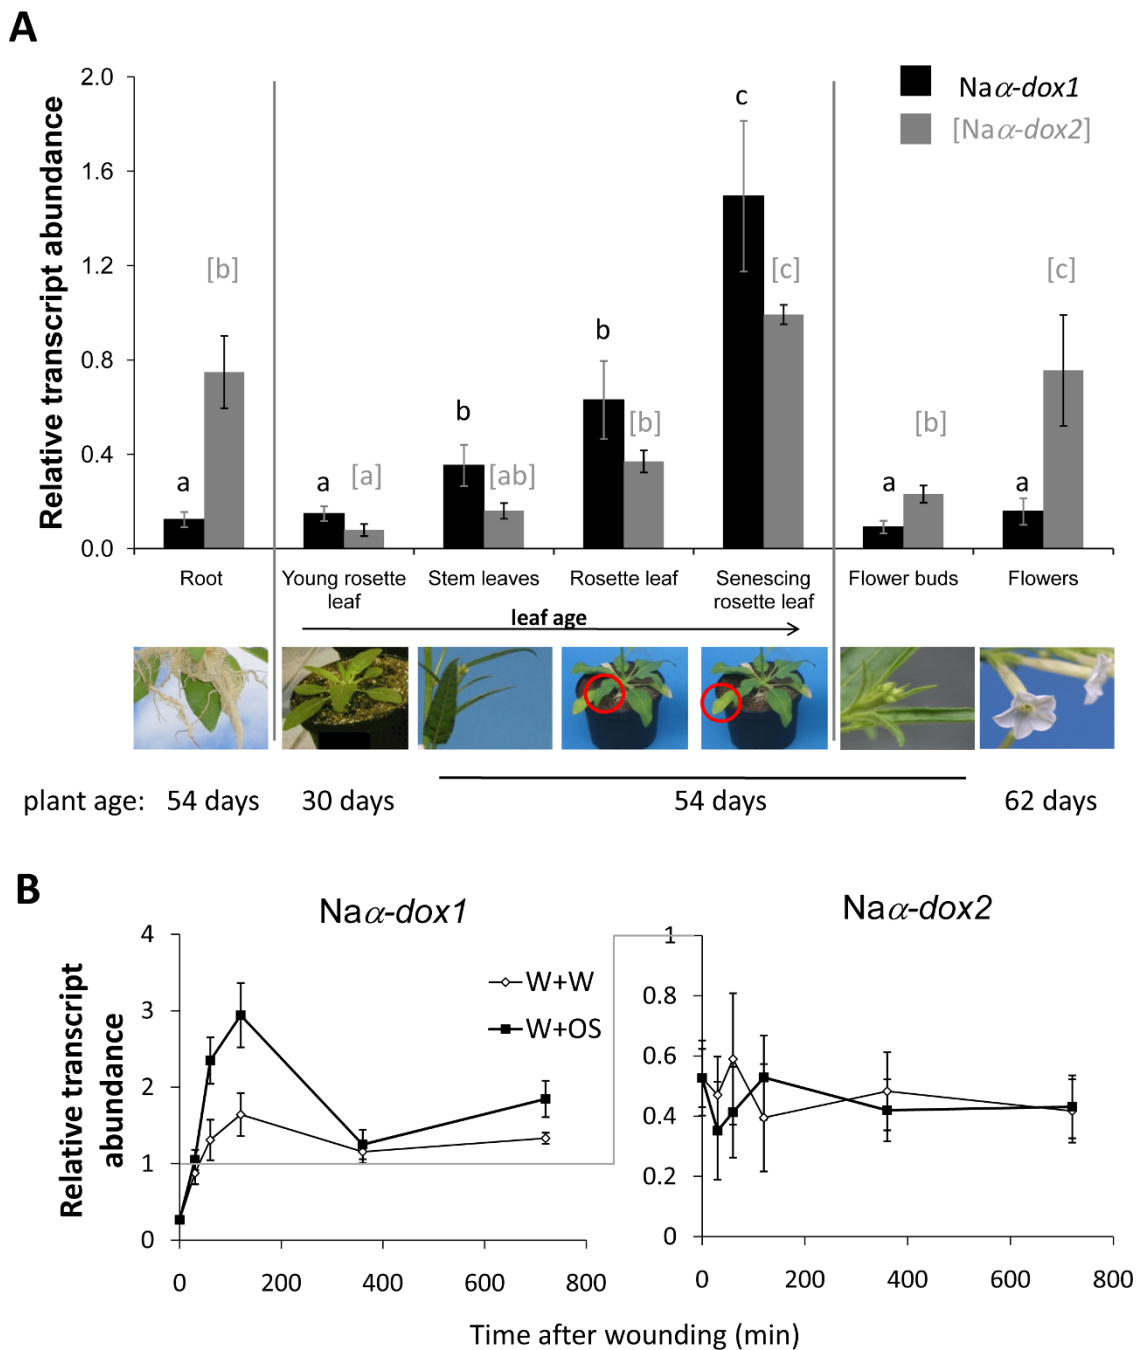 A
Naα-dox1
[Naα-dox2]
Relative transcript abundance
2.0
1.6
1.2
0.8
0.4
0.0
a
[b]
a
[a]
b
[ab]
b
[b]
c
[c]
a
[b]
a
[c]
Root
Young rosette
leaf
Stem leaves
Rosette leaf
Senescing
rosette leaf
Flower buds
Flowers
leaf age
plant age: 54 days 30 days 54 days 62 days
B
Naα-dox1
Relative transcript
abundance
4
3
2
1
0
W+W
W+OS
0 200 400 600 800
Naα-dox2
1
0.8
0.6
0.4
0.2
0
0 200 400 600 800
Time after wounding (min)